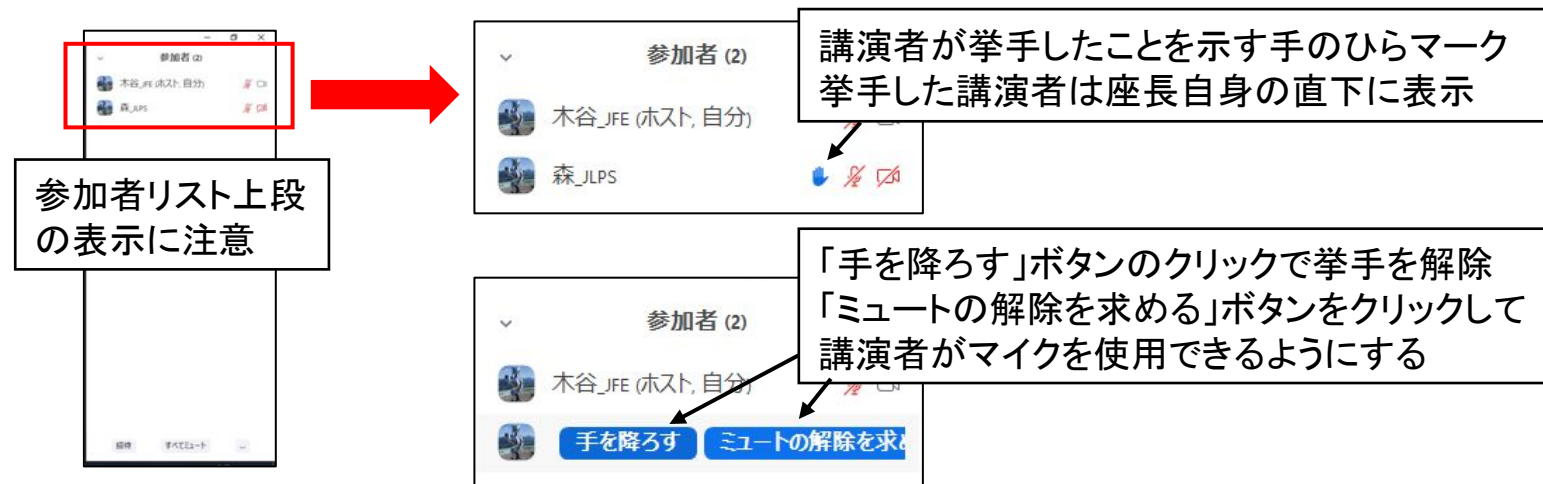 参加者 (2)
木谷_JFE (ホスト, 自分)
森_JLPS
参加者リスト上段
の表示に注意
招待 すべてミュート ...
参加者 (2)
木谷_JFE (ホスト, 自分)
森_JLPS
講演者が挙手したことを示す手のひらマーク
挙手した講演者は座長自身の直下に表示
参加者 (2)
木谷_JFE (ホスト, 自分)
手を降ろす ミュートの解除を求め
「手を降ろす」ボタンのクリックで挙手を解除
「ミュートの解除を求める」ボタンをクリックして
講演者がマイクを使用できるようにする